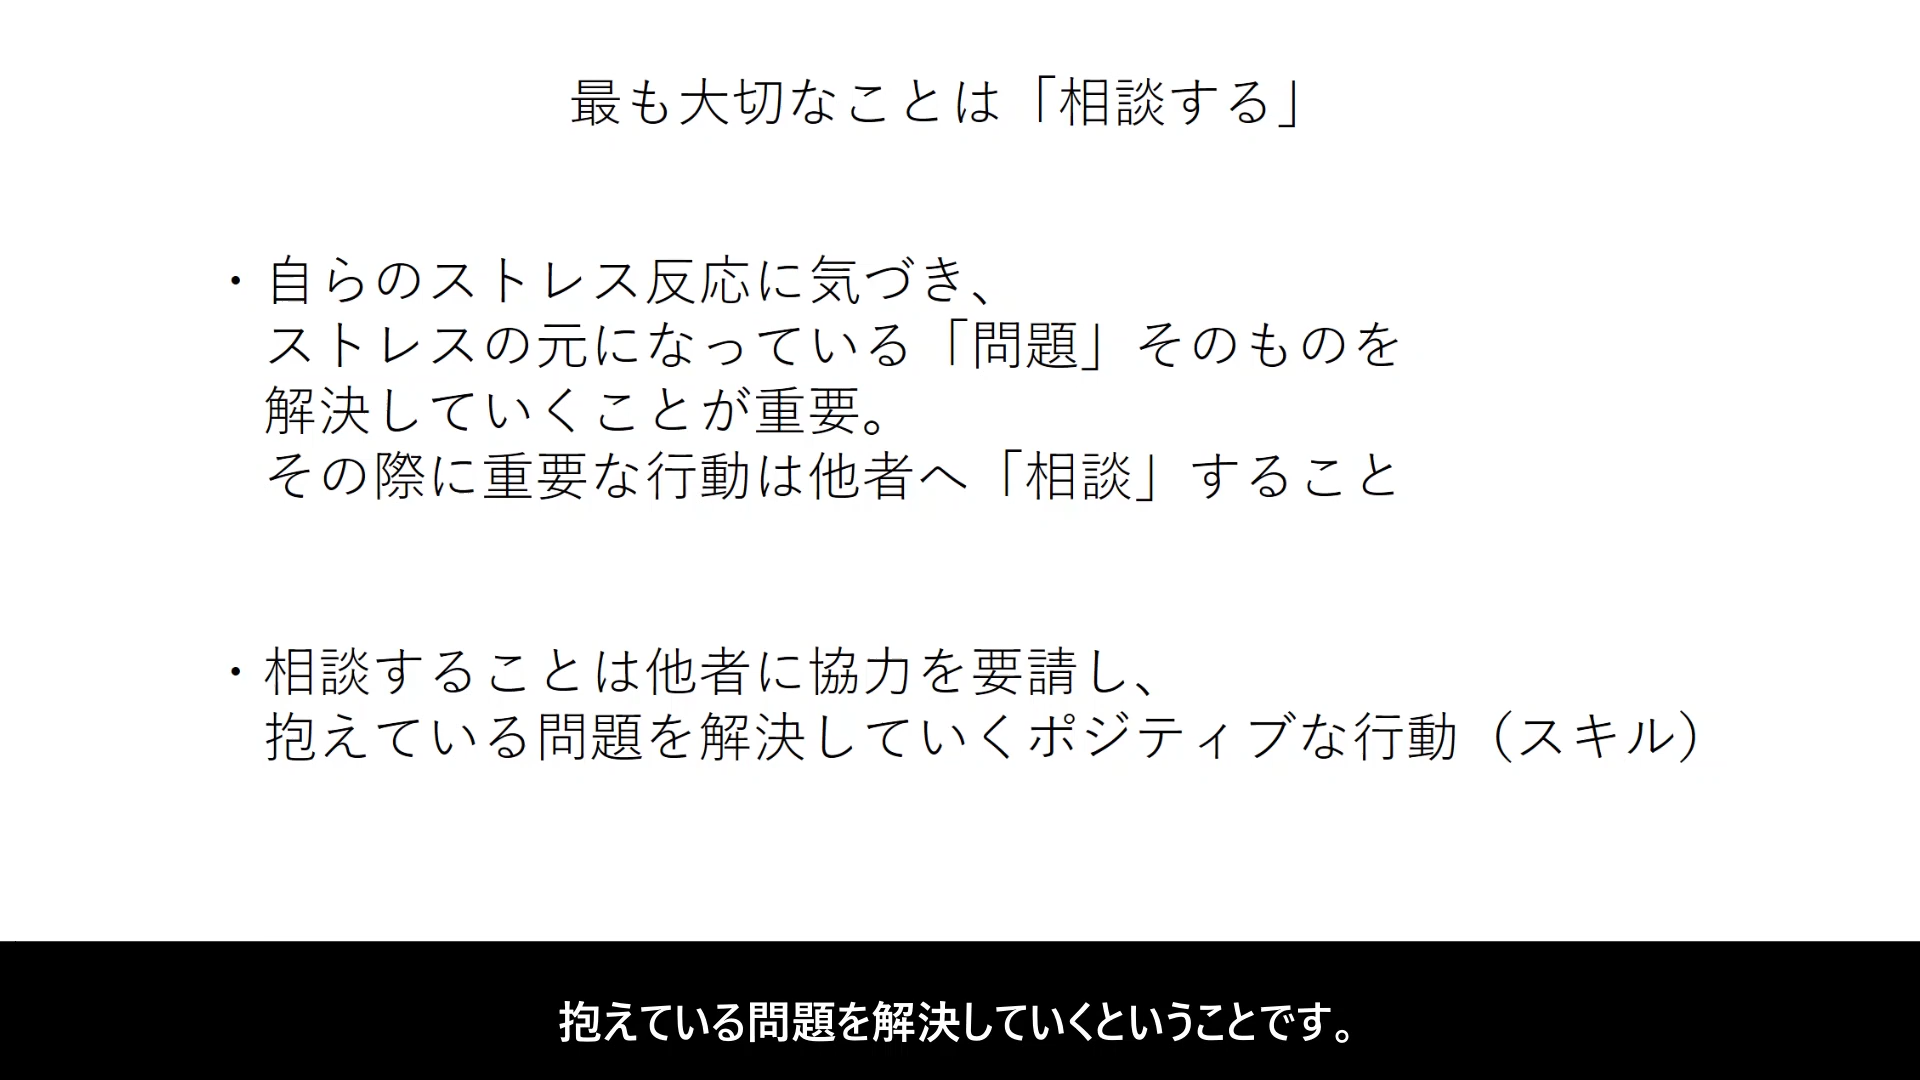 最も大切なことは「相談する」
・自らのストレス反応に気づき、
ストレスの元になっている「問題」そのものを
解決していくことが重要。
その際に重要な行動は他者へ「相談」すること
・相談することは他者に協力を要請し、
抱えている問題を解決していくポジティブな行動（スキル）
抱えている問題を解決していくということです。